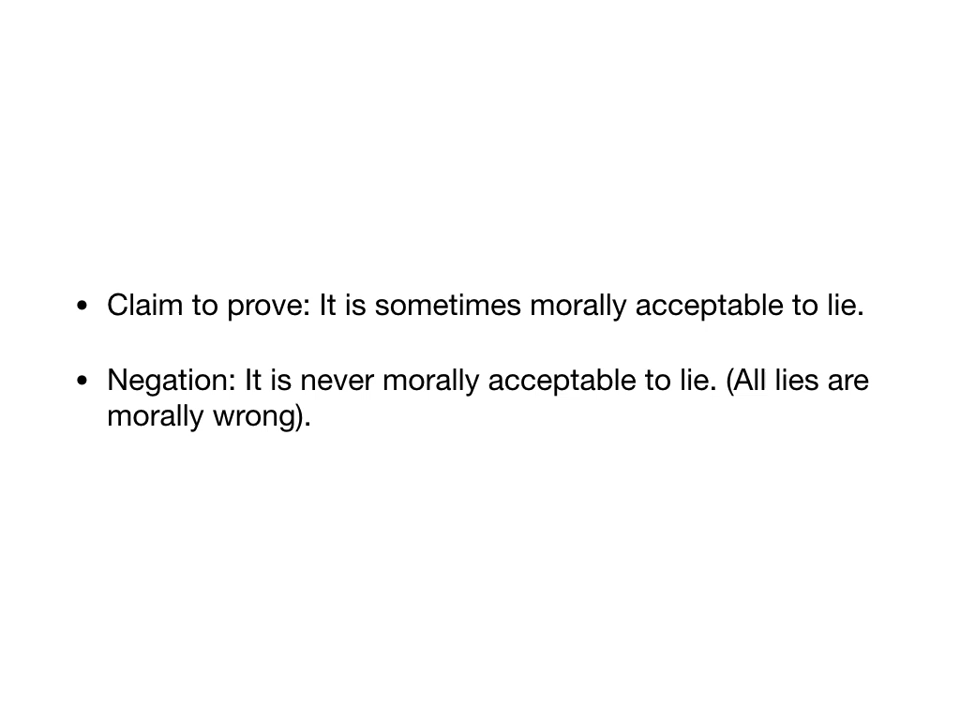 • Claim to prove: It is sometimes morally acceptable to lie.
• Negation: It is never morally acceptable to lie. (All lies are
morally wrong).